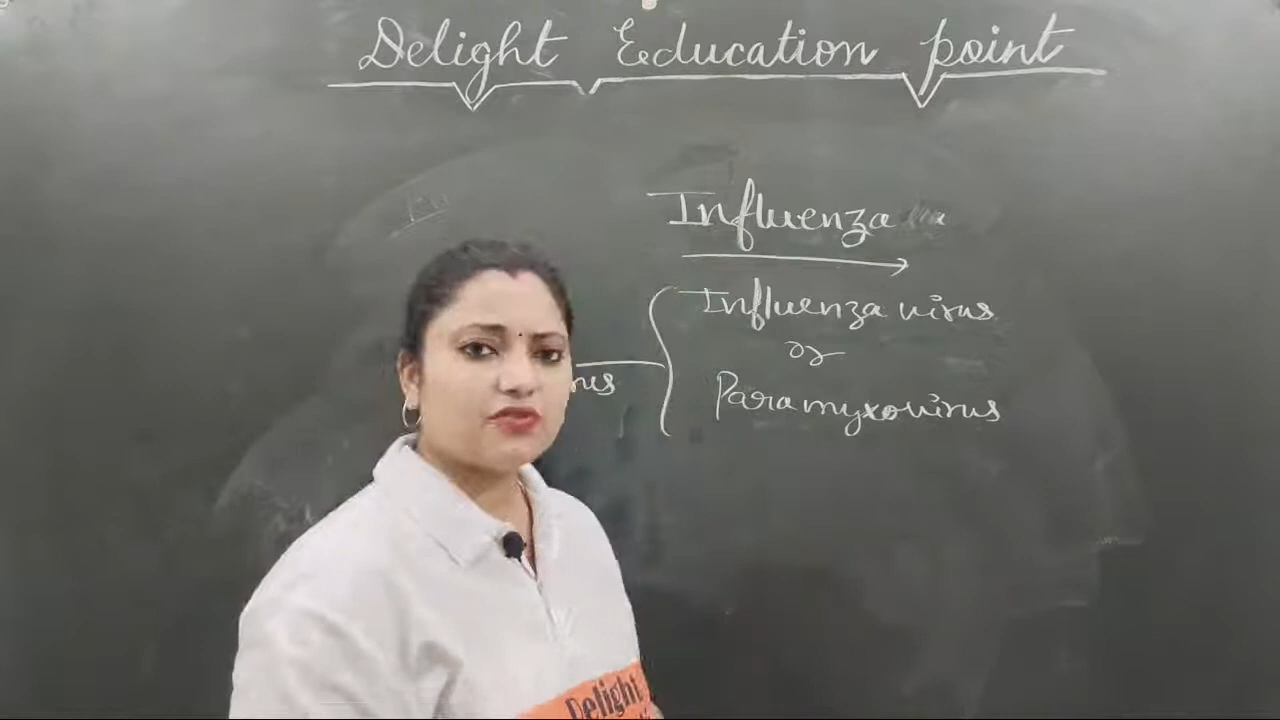 Delight Education point
Influenza
Influenza virus
or
Paramyxovirus
Delight